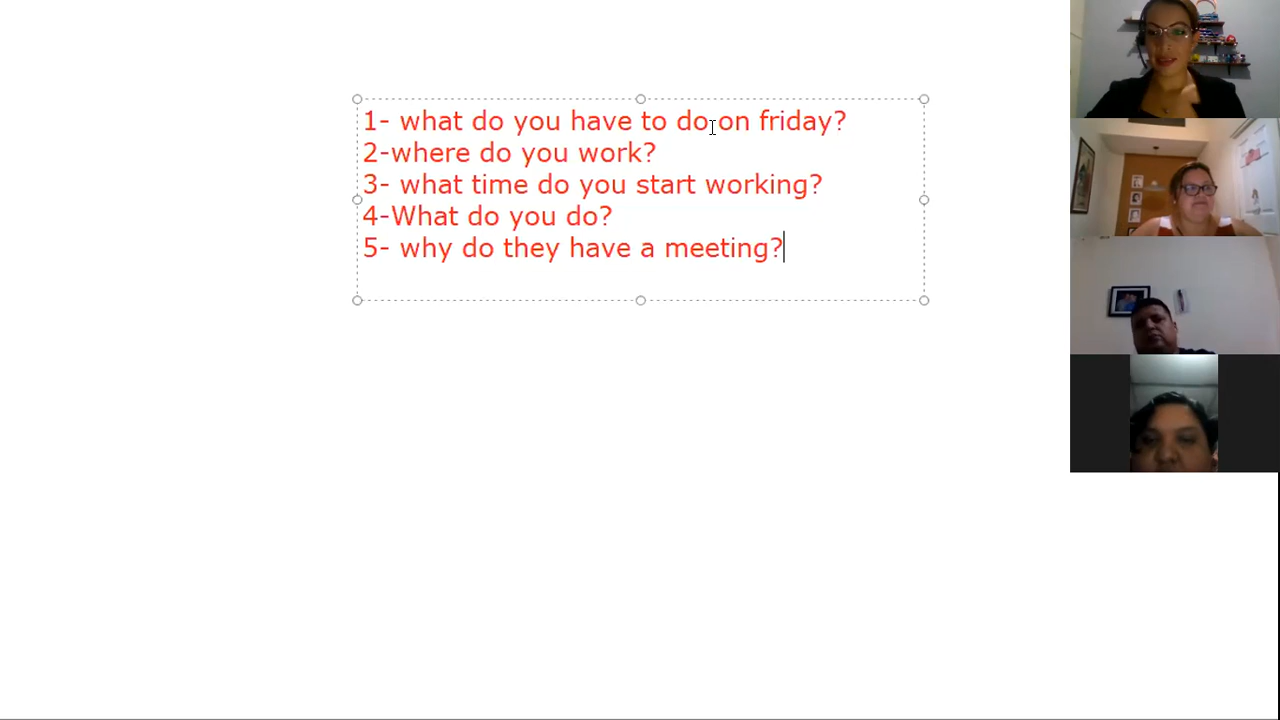 1- what do you have to do on friday?
2-where do you work?
3- what time do you start working?
4-What do you do?
5- why do they have a meeting?